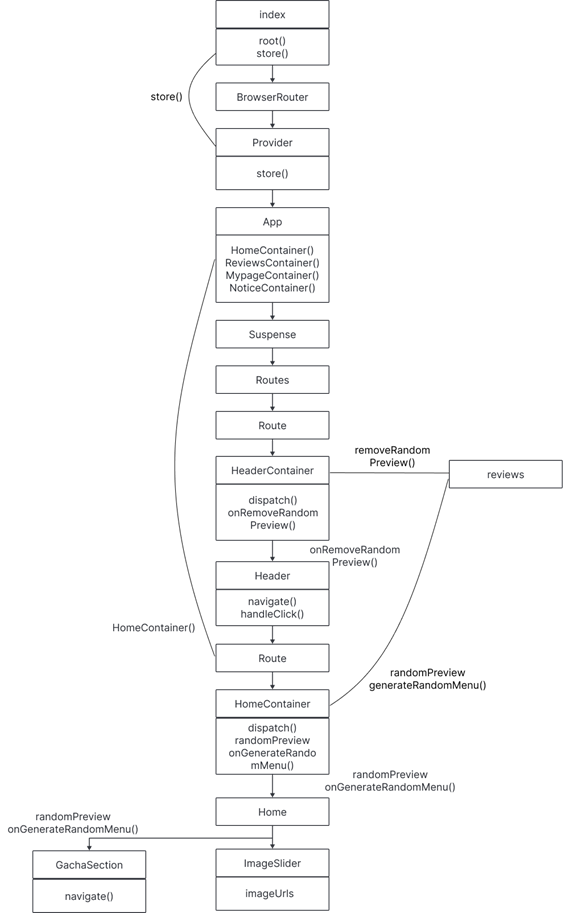 index
root()
store()
store()
BrowserRouter
Provider
store()
App
HomeContainer()
ReviewsContainer()
MypageContainer()
NoticeContainer()
Suspense
Routes
Route
removeRandom
Preview()
HeaderContainer
reviews
dispatch()
onRemoveRandom
Preview()
onRemoveRandom
Preview()
Header
navigate()
handleClick()
HomeContainer()
Route
randomPreview
generateRandomMenu()
HomeContainer
dispatch()
randomPreview
onGenerateRando
mMenu()
randomPreview
onGenerateRandomMenu()
Home
randomPreview
onGenerateRandomMenu()
GachaSection
navigate()
ImageSlider
imageUrls